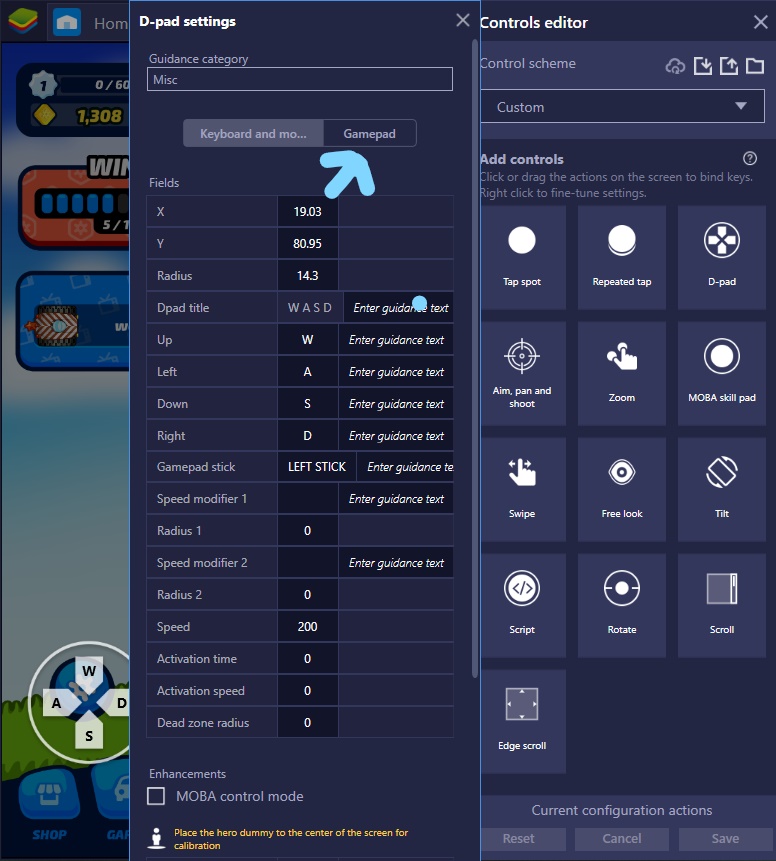 Hom
1
0/60
1,308
WIN
5/1
W
A
D
S
SHOP
GAR
D-pad settings
Guidance category
Misc
Keyboard and mo...
Gamepad
Fields
X 19.03
Y 80.95
Radius 14.3
Dpad title W A S D Enter guidance text
Up W Enter guidance text
Left A Enter guidance text
Down S Enter guidance text
Right D Enter guidance text
Gamepad stick LEFT STICK Enter guidance te
Speed modifier 1 Enter guidance text
Radius 1 0
Speed modifier 2 Enter guidance text
Radius 2 0
Speed 200
Activation time 0
Activation speed 0
Dead zone radius 0
Enhancements
MOBA control mode
Place the hero dummy to the center of the screen for
calibration
Controls editor
Control scheme
Custom
Add controls
Click or drag the actions on the screen to bind keys.
Right click to fine-tune settings.
Tap spot
Repeated tap
D-pad
Aim, pan and
shoot
Zoom
MOBA skill pad
Swipe
Free look
Tilt
Script
Rotate
Scroll
Edge scroll
Current configuration actions
Reset
Cancel
Save